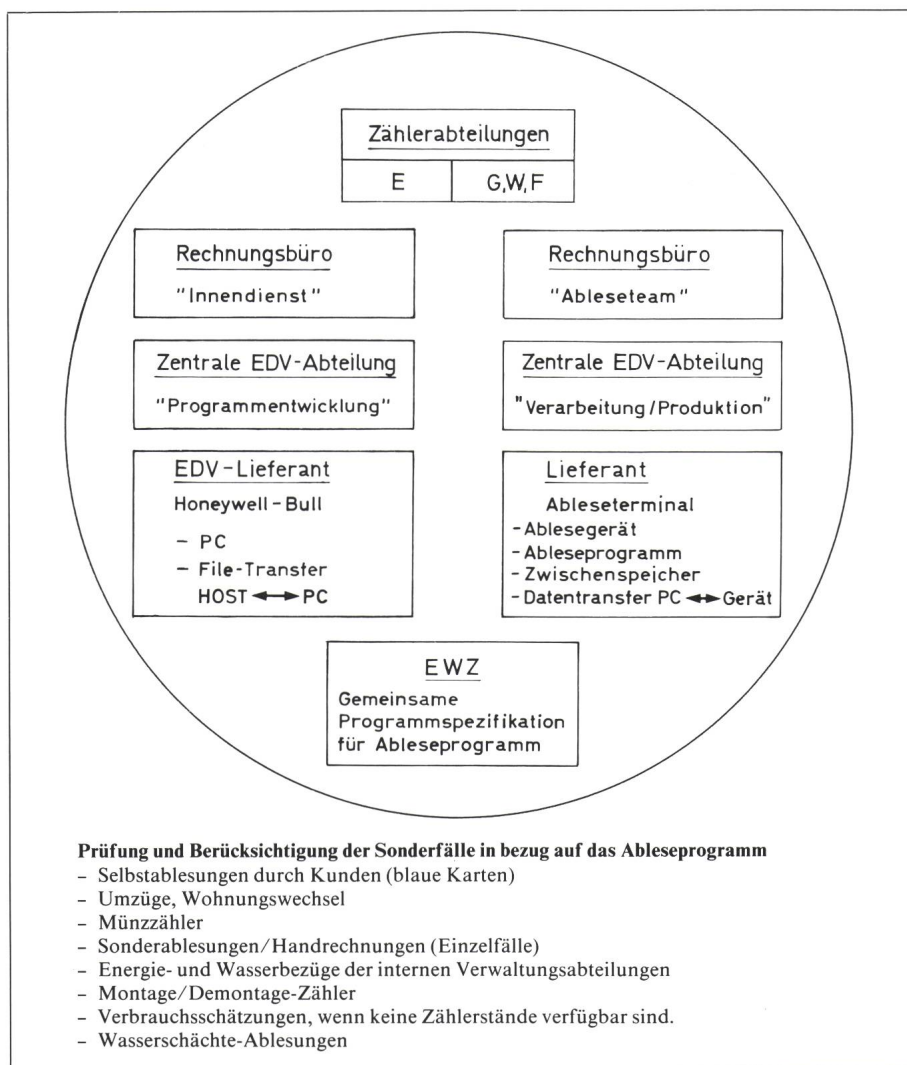 Zählerabteilungen
E G,W,F
Rechnungsbüro
"Innendienst"
Rechnungsbüro
"Ableseteam"
Zentrale EDV-Abteilung
"Programmentwicklung"
Zentrale EDV-Abteilung
"Verarbeitung/Produktion"
EDV-Lieferant
Honeywell-Bull
- PC
- File-Transfer
HOST ↔ PC
Lieferant
Ableseterminal
-Ablesegerät
-Ableseprogramm
-Zwischenspeicher
-Datentransfer PC ↔ Gerät
EWZ
Gemeinsame
Programmspezifikation
für Ableseprogramm
Prüfung und Berücksichtigung der Sonderfälle in bezug auf das Ableseprogramm
– Selbstablesungen durch Kunden (blaue Karten)
– Umzüge, Wohnungswechsel
– Münzzähler
– Sonderablesungen/Handrechnungen (Einzelfälle)
– Energie- und Wasserbezüge der internen Verwaltungsabteilungen
– Montage/Demontage-Zähler
– Verbrauchsschätzungen, wenn keine Zählerstände verfügbar sind.
– Wasserschächte-Ablesungen